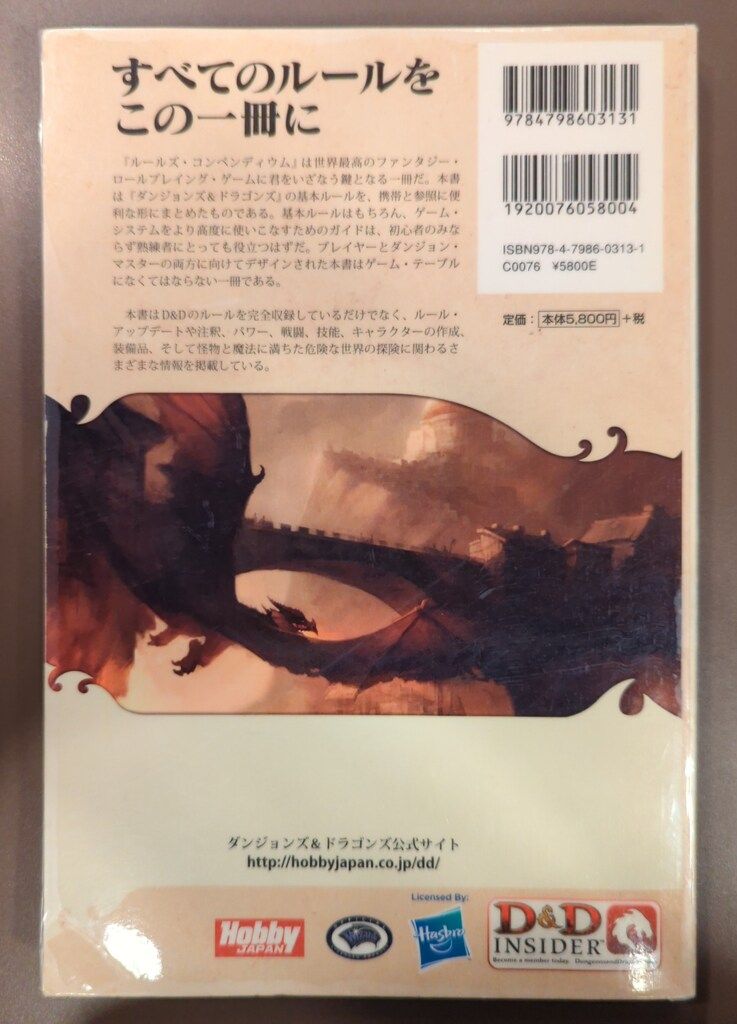 すべてのルールを
この一冊に
『ルールズ・コンペンディウム』は世界最高のファンタジー・
ロールプレイング・ゲームに君をいざなう鍵となる一冊だ。本書
は『ダンジョンズ＆ドラゴンズ』の基本ルールを、携帯と参照に便
利な形にまとめたものである。基本ルールはもちろん、ゲーム・
システムをより高度に使いこなすためのガイドは、初心者のみな
らず熟練者にとっても役立つはずだ。プレイヤーとダンジョン・
マスターの両方に向けてデザインされた本書はゲーム・テーブル
になくてはならない一冊である。
本書はD&Dのルールを完全収録しているだけでなく、ルール・
アップデートや注釈、パワー、戦闘、技能、キャラクターの作成、
装備品、そして怪物と魔法に満ちた危険な世界の探険に関わるさ
まざまな情報を掲載している。
9784798603131
1920076058004
ISBN978-4-7986-0313-1
C0076 ¥5800E
定価：本体5,800円＋税
ダンジョンズ＆ドラゴンズ公式サイト
http://hobbyjapan.co.jp/dd/
Hobby
JAPAN
Licensed By:
Hasbro
D&D
INSIDER
Become a member today.